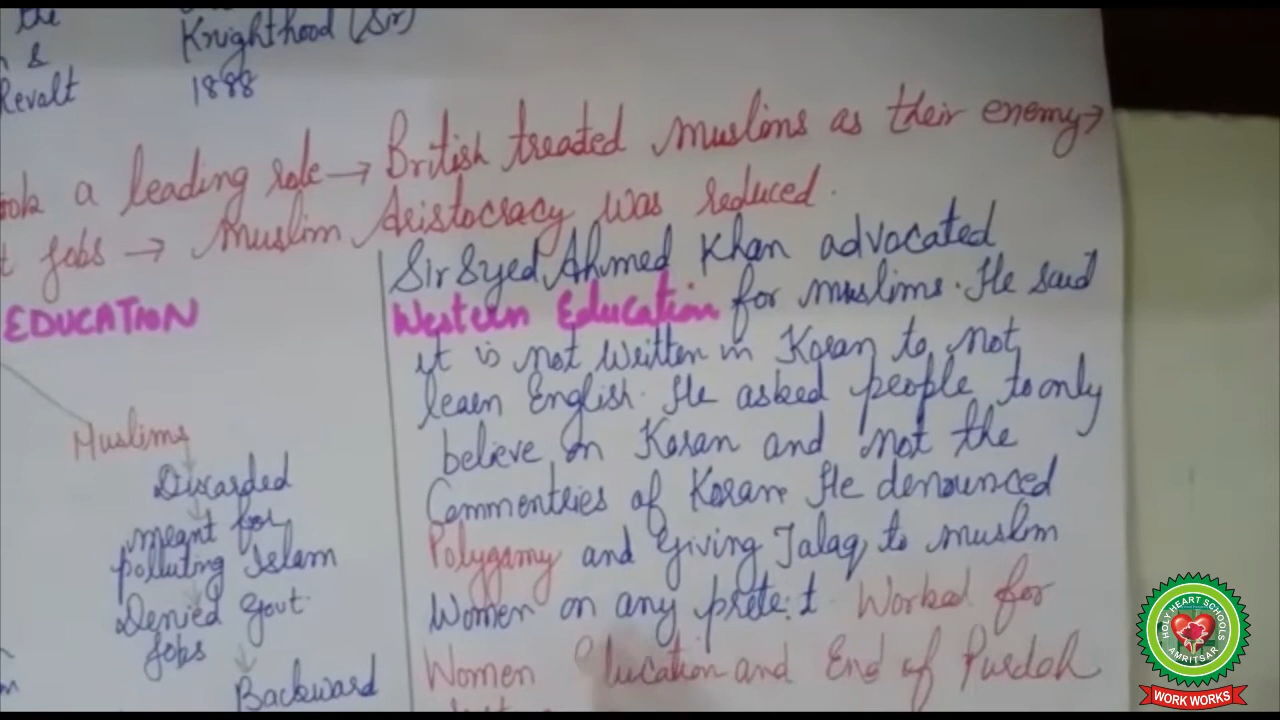 the
Knighthood (Sir)
&
Revolt 1888
ook a leading role → British treated muslims as their enemy →
t jobs → Muslim Aristocracy was reduced.
EDUCATION
Muslims
Discarded
meant for
polluting Islam
Denied Govt.
jobs
Backward
Sir Syed Ahmed Khan advocated
Western Education for muslims. He said
it is not written in Koran to not
learn English. He asked people to only
believe in Koran and not the
Commentries of Koran. He denounced
Polygamy and Giving Talaq to muslim
Women on any Worked for
Women and End of Purdah
HOLY HEART SCHOOLS
AMRITSAR
WORK WORKS